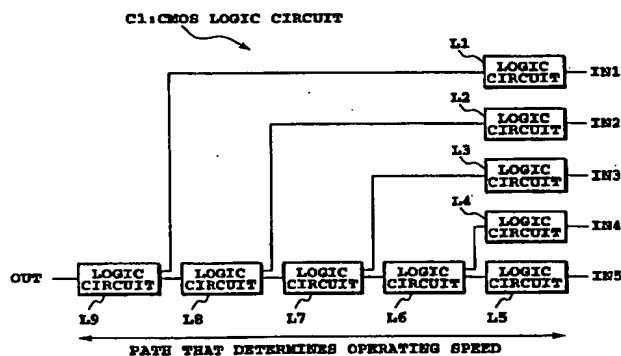 C1:CMOS LOGIC CIRCUIT
L1
LOGIC
CIRCUIT
IN1
L2
LOGIC
CIRCUIT
IN2
L3
LOGIC
CIRCUIT
IN3
L4
LOGIC
CIRCUIT
IN4
OUT
LOGIC
CIRCUIT
LOGIC
CIRCUIT
LOGIC
CIRCUIT
LOGIC
CIRCUIT
LOGIC
CIRCUIT
IN5
L9
L8
L7
L6
L5
PATH THAT DETERMINES OPERATING SPEED